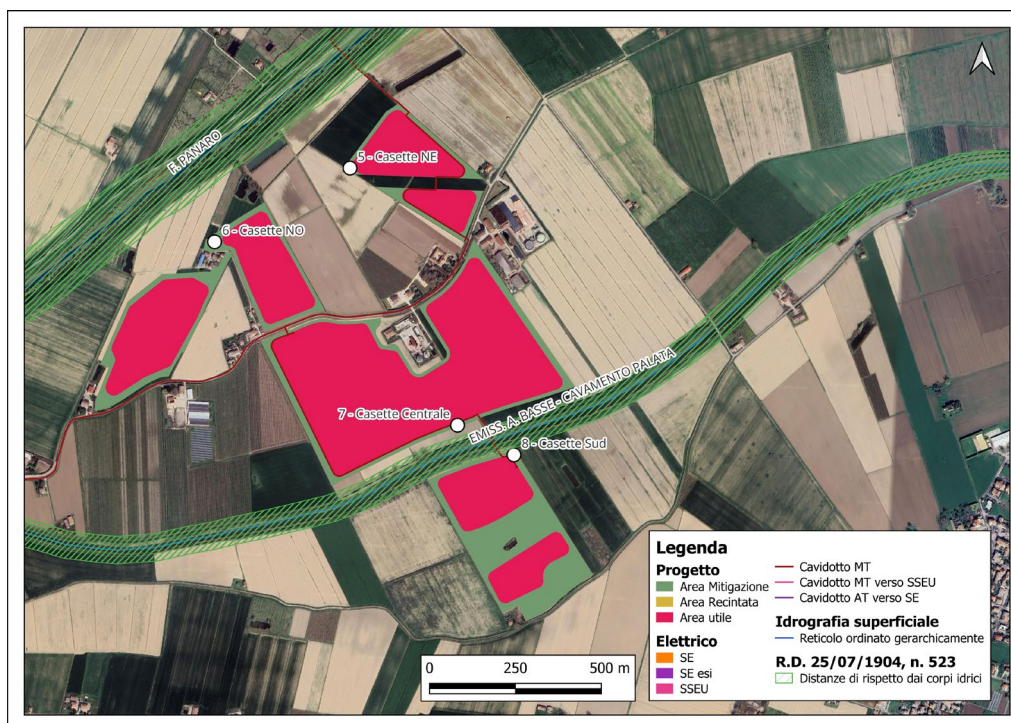 F. PANARO
5 - Casette NE
6 - Casette NO
7 - Casette Centrale
EMISS. A. BASSE - CAVAMENTO PALATA
8 - Casette Sud
0 250 500 m
Legenda
Progetto
Area Mitigazione
Area Recintata
Area utile
Elettrico
SE
SE esi
SSEU
Cavidotto MT
Cavidotto MT verso SSEU
Cavidotto AT verso SE
Idrografia superficiale
Reticolo ordinato gerarchicamente
R.D. 25/07/1904, n. 523
Distanze di rispetto dai corpi idrici